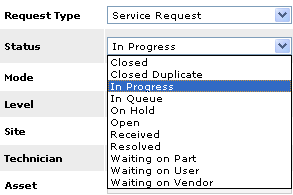 Request Type Service Request
Status In Progress
Closed
Closed Duplicate
Mode
In Progress
In Queue
Level
On Hold
Open
Site
Received
Resolved
Technician
Waiting on Part
Waiting on User
Asset
Waiting on Vendor